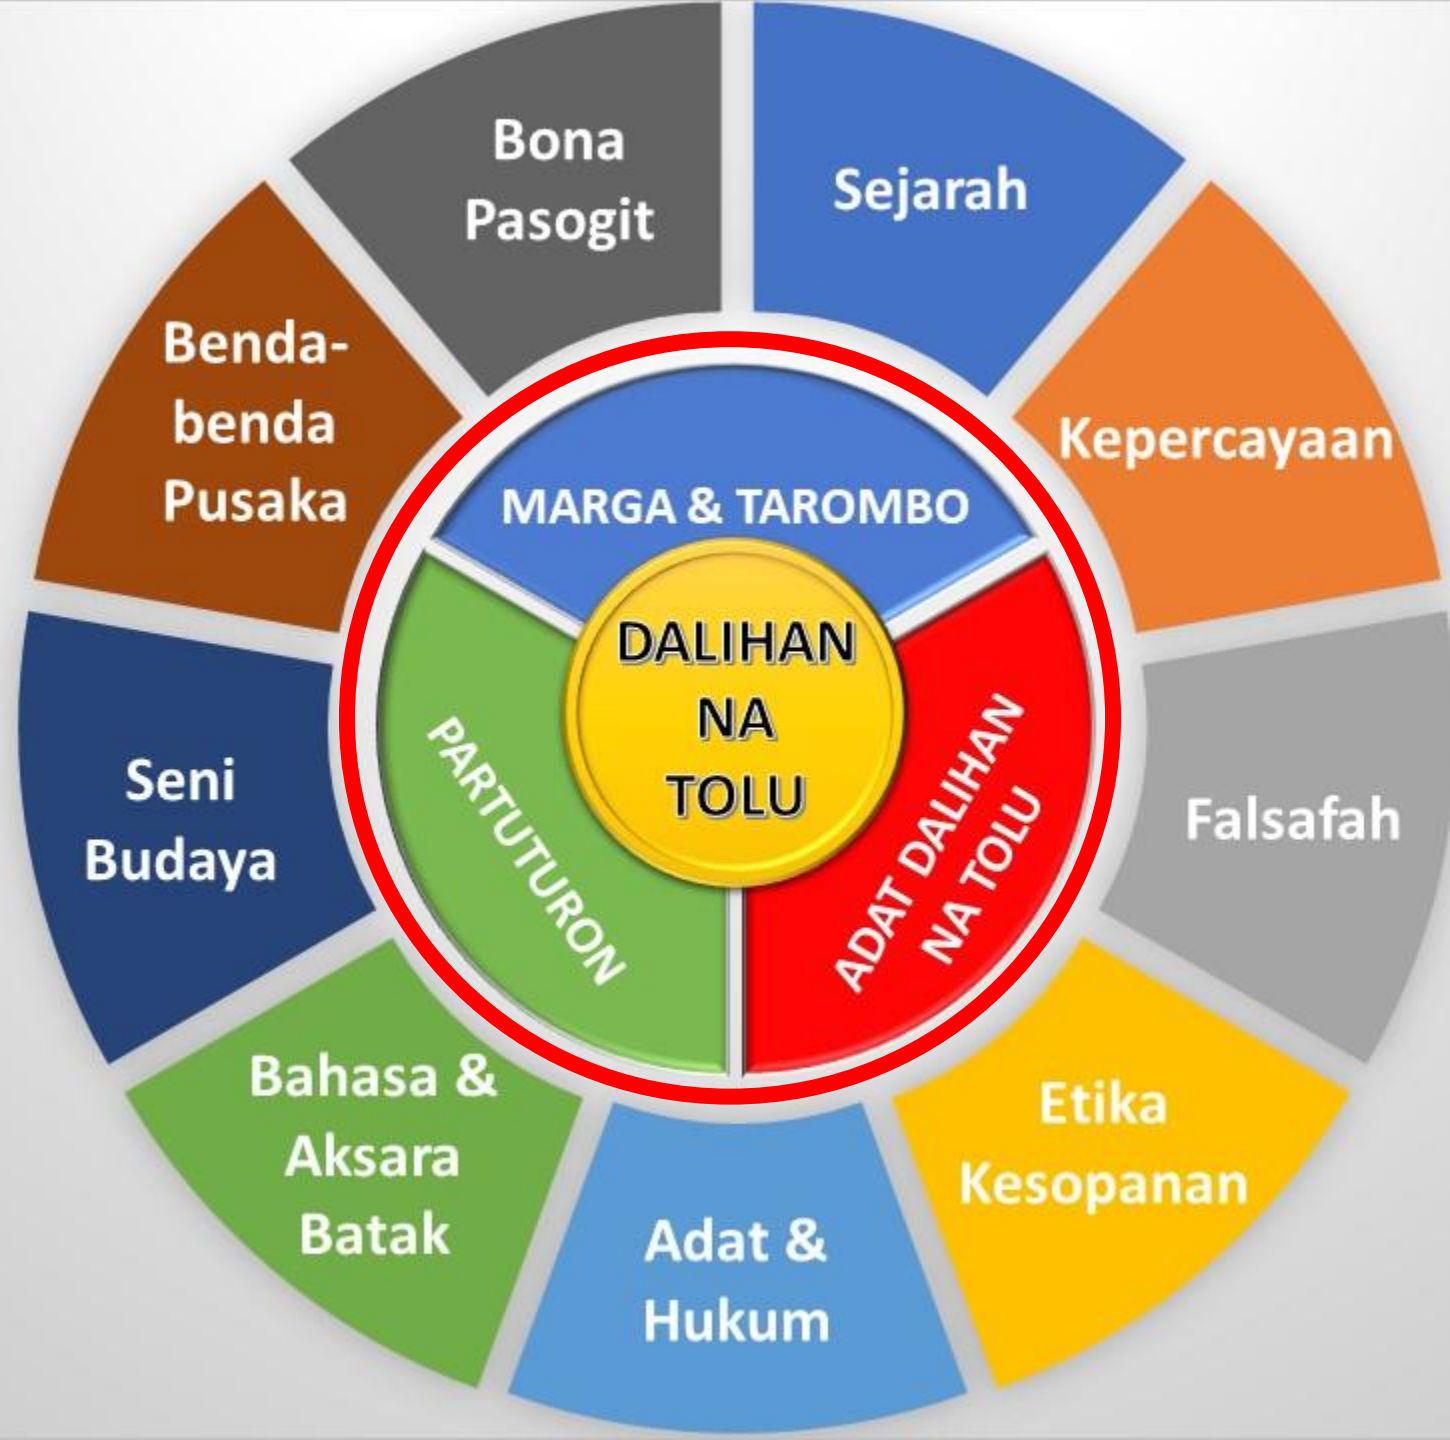 Bona
Pasogit
Sejarah
Kepercayaan
Falsafah
Etika
Kesopanan
Adat &
Hukum
Bahasa &
Aksara
Batak
Seni
Budaya
Benda-
benda
Pusaka
MARGA & TAROMBO
ADAT DALIHAN
NA TOLU
PARTUTURON
DALIHAN
NA
TOLU